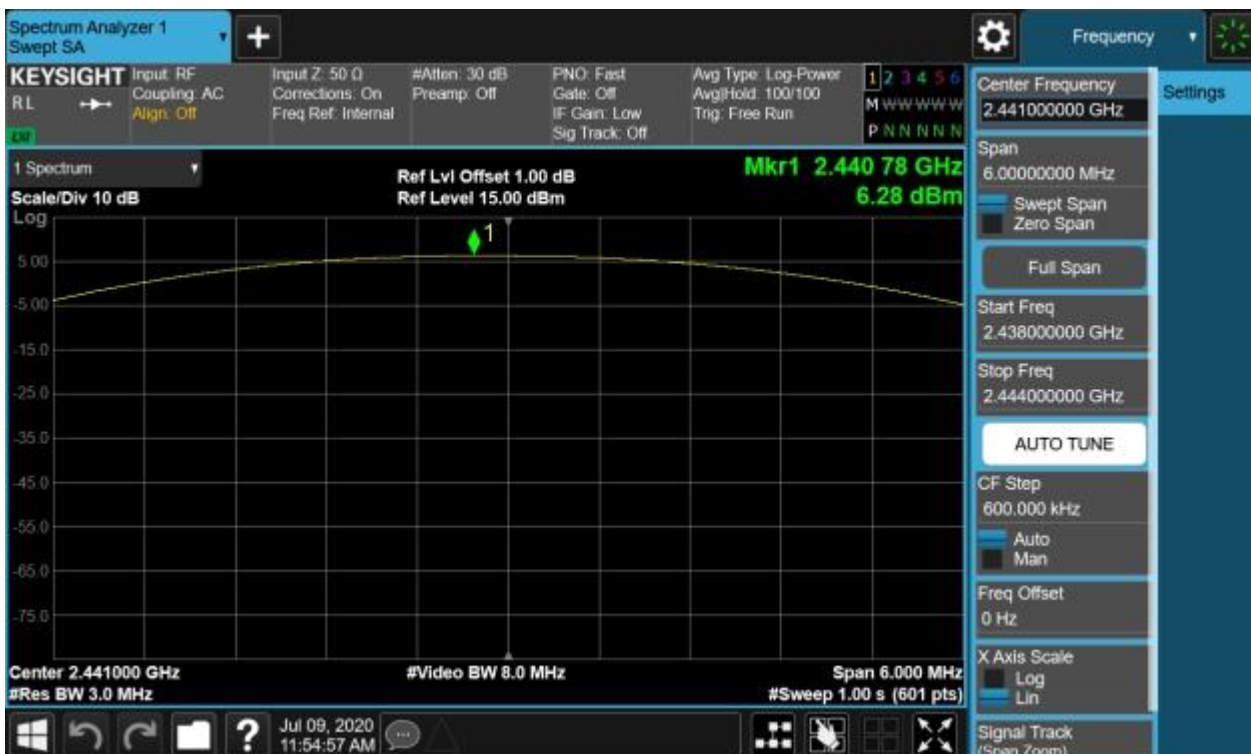 Spectrum Analyzer 1
Swept SA
+
Frequency
KEYSIGHT
RL
Input: RF
Coupling: AC
Align: Off
Input Z: 50 Ω
Corrections: On
Freq Ref: Internal
#Atten: 30 dB
Preamp: Off
PNO: Fast
Gate: Off
IF Gain: Low
Sig Track: Off
Avg Type: Log-Power
Avg|Hold: 100/100
Trig: Free Run
1 2 3 4 5 6
M W W W W W
P N N N N N
1 Spectrum
Scale/Div 10 dB
Log
Ref Lvl Offset 1.00 dB
Ref Level 15.00 dBm
Mkr1 2.440 78 GHz
6.28 dBm
1
5.00
-5.00
-15.0
-25.0
-35.0
-45.0
-55.0
-65.0
-75.0
Center 2.441000 GHz
#Res BW 3.0 MHz
#Video BW 8.0 MHz
Span 6.000 MHz
#Sweep 1.00 s (601 pts)
Center Frequency
2.441000000 GHz
Settings
Span
6.00000000 MHz
Swept Span
Zero Span
Full Span
Start Freq
2.438000000 GHz
Stop Freq
2.444000000 GHz
AUTO TUNE
CF Step
600.000 kHz
Auto
Man
Freq Offset
0 Hz
X Axis Scale
Log
Lin
Signal Track
(Span Zoom)
?
Jul 09, 2020
11:54:57 AM